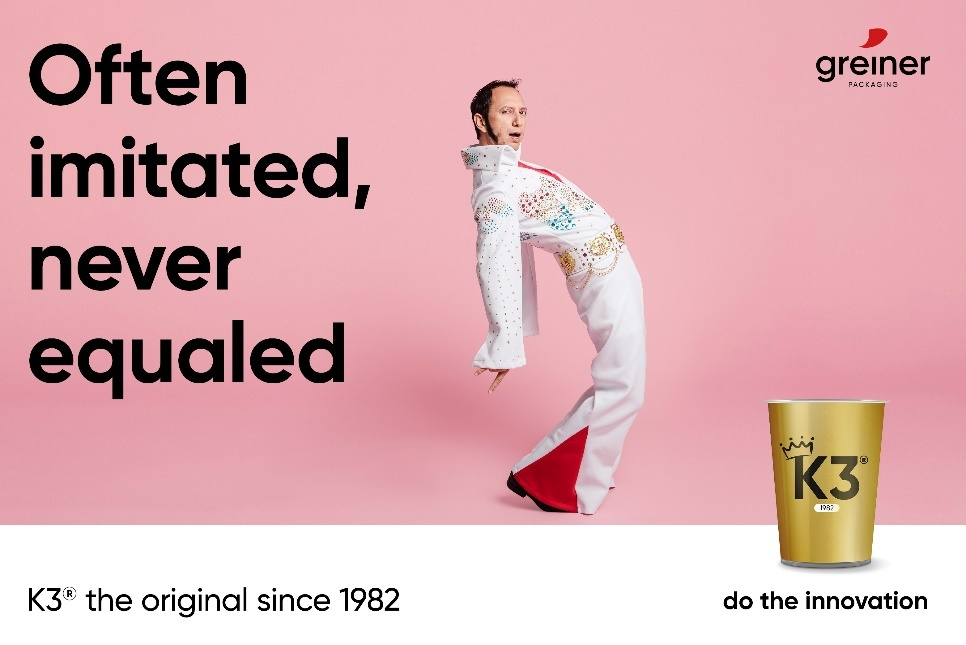 Often
imitated,
never
equaled
greiner
PACKAGING
K3®
1982
K3® the original since 1982
do the innovation